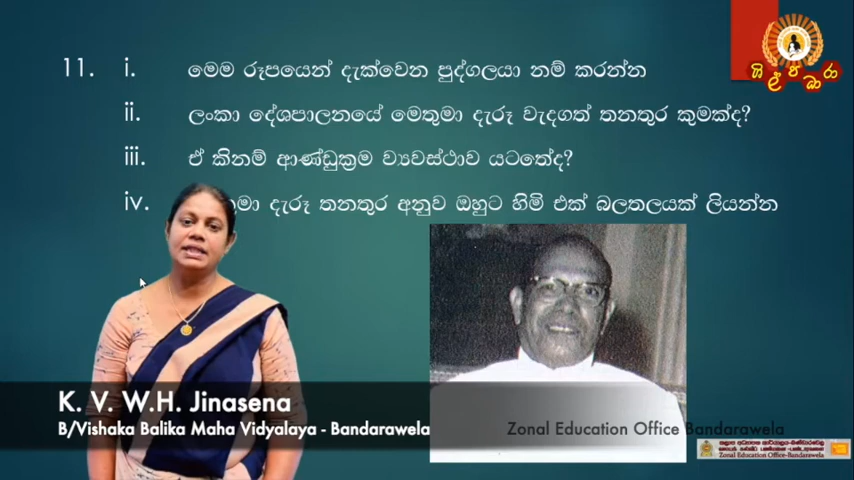 11. i. මෙම රූපයෙන් දැක්වෙන පුද්ගලයා නම් කරන්න
ii. ලංකා දේශපාලනයේ මෙතුමා දැරූ වැදගත් තනතුර කුමක්ද?
iii. ඒ කිනම් ආණ්ඩුක්‍රම ව්‍යවස්ථාව යටතේද?
iv. තුමා දැරූ තනතුර අනුව ඔහුට හිමි එක් බලතලයක් ලියන්න
ශිල්ප භාරා
K. V. W.H. Jinasena
B/Vishaka Balika Maha Vidyalaya - Bandarawela
Zonal Education Office Bandarawela
Zonal Education Office-Bandarawela